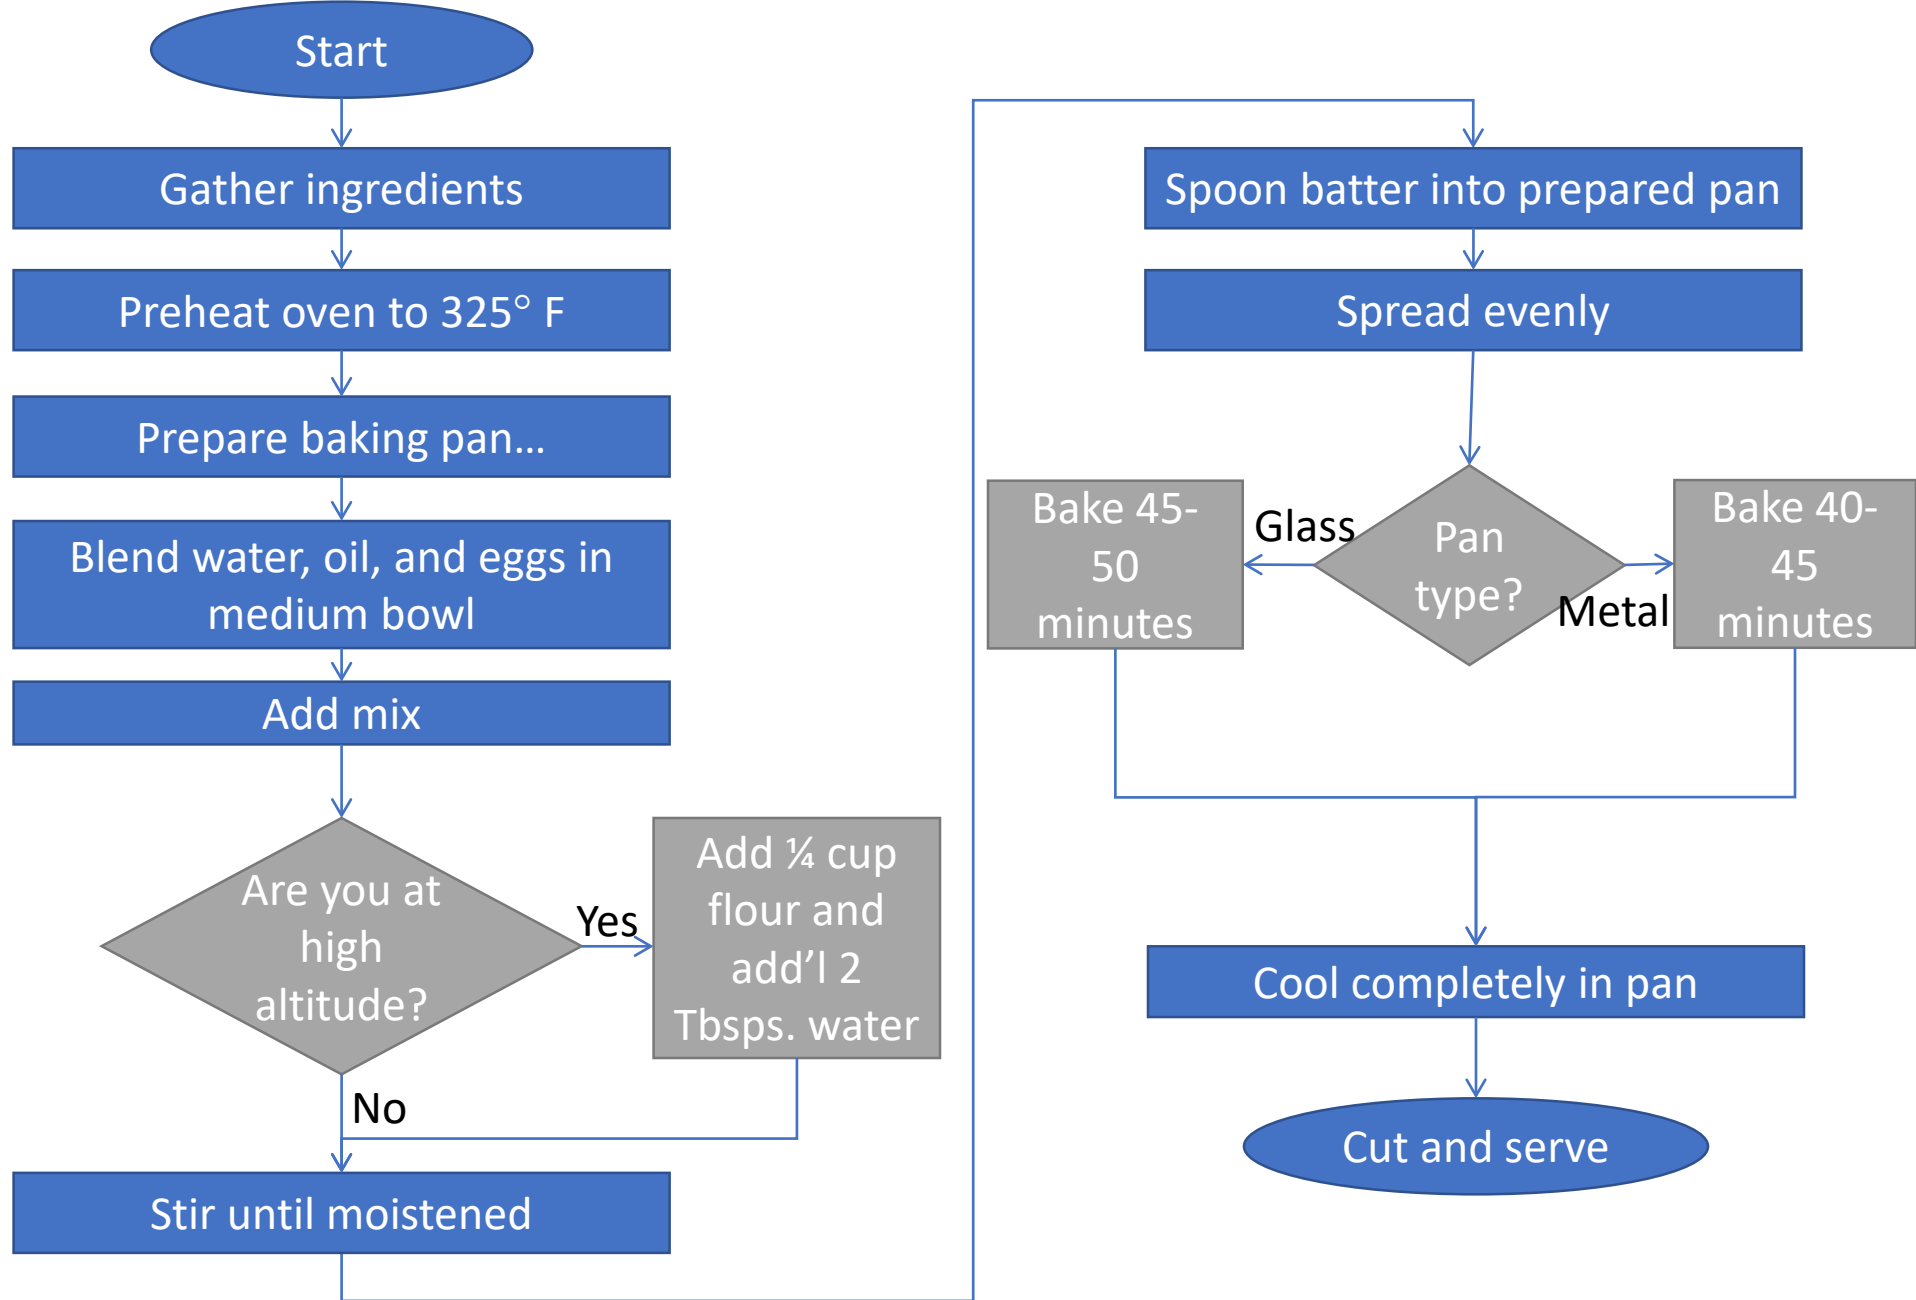 Start
Gather ingredients
Preheat oven to 325° F
Prepare baking pan...
Blend water, oil, and eggs in
medium bowl
Add mix
Are you at
high
altitude?
Yes
Add ¼ cup
flour and
add’l 2
Tbsps. water
No
Stir until moistened
Spoon batter into prepared pan
Spread evenly
Pan
type?
Glass
Bake 45-
50
minutes
Metal
Bake 40-
45
minutes
Cool completely in pan
Cut and serve